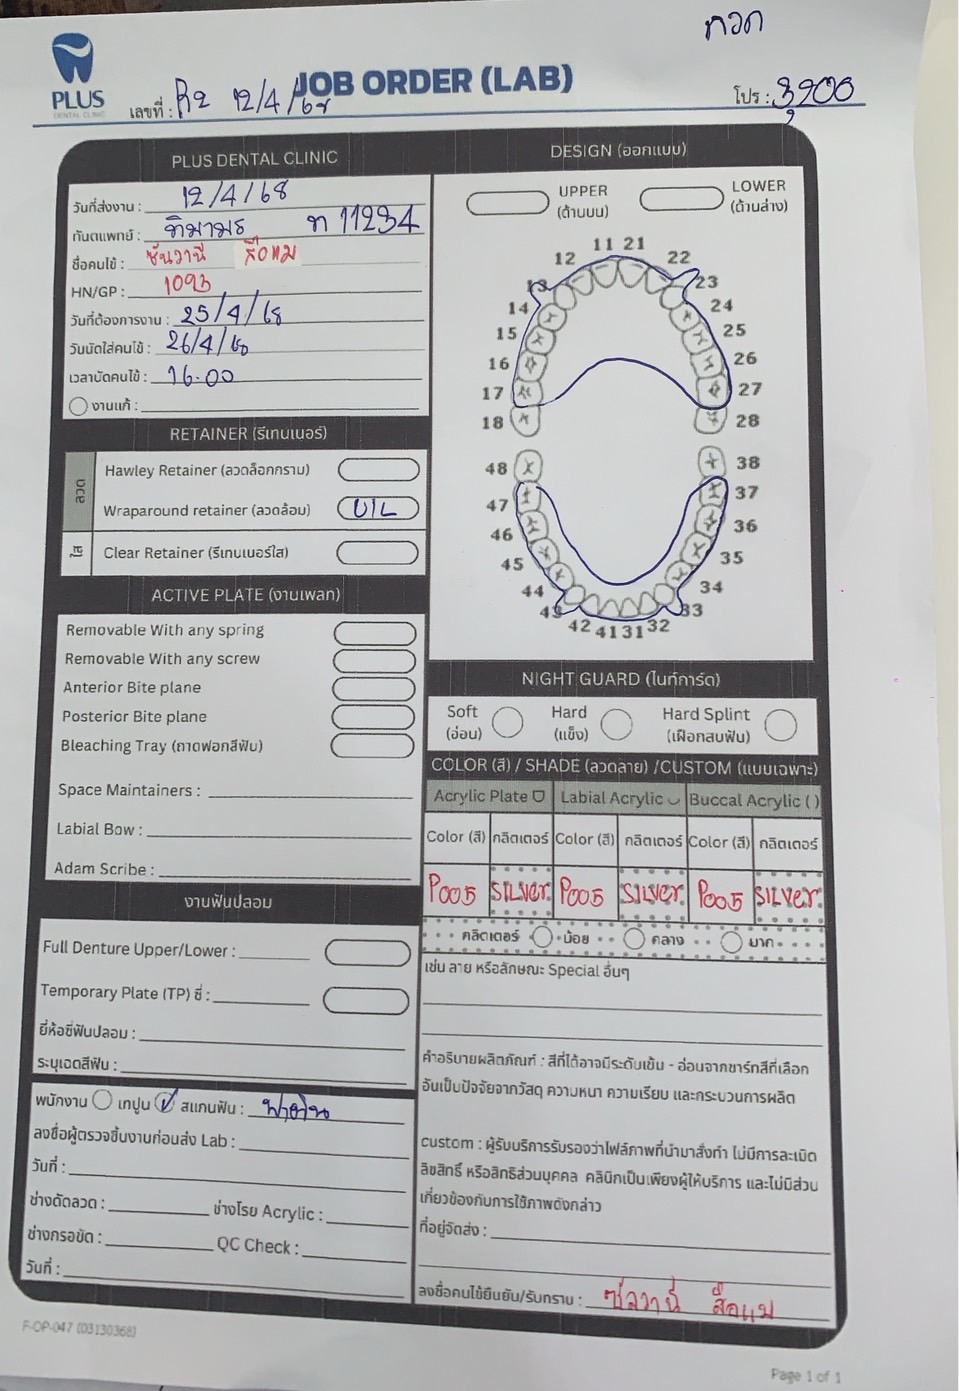 ทวด
PLUS
DENTAL CLINIC
JOB ORDER (LAB)
เลขที่ : R2 12/4/68
โปร : 3,200
PLUS DENTAL CLINIC
วันที่ส่งงาน : 12/4/68
ทันตแพทย์ : ทิมามธ ท 11234
ชื่อคนไข้ : ซันวานี สือแม
HN/GP : 1093
วันที่ต้องการงาน : 25/4/68
วันนัดใส่คนไข้ : 26/4/68
เวลานัดคนไข้ : 16.00
งานแก้ :
RETAINER (รีเทนเนอร์)
ลวด
Hawley Retainer (ลวดล็อกกราม)
Wraparound retainer (ลวดล้อม) U/L
ใส
Clear Retainer (รีเทนเนอร์ใส)
ACTIVE PLATE (งานเพลท)
Removable With any spring
Removable With any screw
Anterior Bite plane
Posterior Bite plane
Bleaching Tray (ถาดฟอกสีฟัน)
Space Maintainers :
Labial Bow :
Adam Scribe :
งานฟันปลอม
Full Denture Upper/Lower :
Temporary Plate (TP) ซี่ :
ยี่ห้อซี่ฟันปลอม :
ระบุเฉดสีฟัน :
พนักงาน เทปูน สแกนฟัน :
ลงชื่อผู้ตรวจชิ้นงานก่อนส่ง Lab :
วันที่ :
ช่างดัดลวด : ช่างโรย Acrylic :
ช่างกรอขัด : QC Check :
วันที่ :
DESIGN (ออกแบบ)
UPPER (ด้านบน)
LOWER (ด้านล่าง)
11 21
12 22
13 23
14 24
15 25
16 26
17 27
18 28
48 38
47 37
46 36
45 35
44 34
43 33
42 41 31 32
NIGHT GUARD (ไนท์การ์ด)
Soft (อ่อน)
Hard (แข็ง)
Hard Splint (เฝือกสบฟัน)
COLOR (สี) / SHADE (ลวดลาย) /CUSTOM (แบบเฉพาะ)
Acrylic Plate Labial Acrylic Buccal Acrylic ( )
Color (สี) กลิตเตอร์ Color (สี) กลิตเตอร์ Color (สี) กลิตเตอร์
P005 SILVER P005 SILVER P005 SILVER
กลิตเตอร์ น้อย กลาง มาก
เช่น ลาย หรือลักษณะ Special อื่นๆ
คำอธิบายผลิตภัณฑ์ : สีที่ได้อาจมีระดับเข้ม - อ่อนจากชาร์ทสีที่เลือก
อันเป็นปัจจัยจากวัสดุ ความหนา ความเรียบ และกระบวนการผลิต
custom : ผู้รับบริการรับรองว่าไฟล์ภาพที่นำมาสั่งทำ ไม่มีการละเมิด
ลิขสิทธิ์ หรือสิทธิส่วนบุคคล คลินิกเป็นเพียงผู้ให้บริการ และไม่มีส่วน
เกี่ยวข้องกับการใช้ภาพดังกล่าว
ที่อยู่จัดส่ง :
ลงชื่อคนไข้ยืนยัน/รับทราบ : ซัลวานี สือแม
F-OP-047 (03130368)
Page 1 of 1